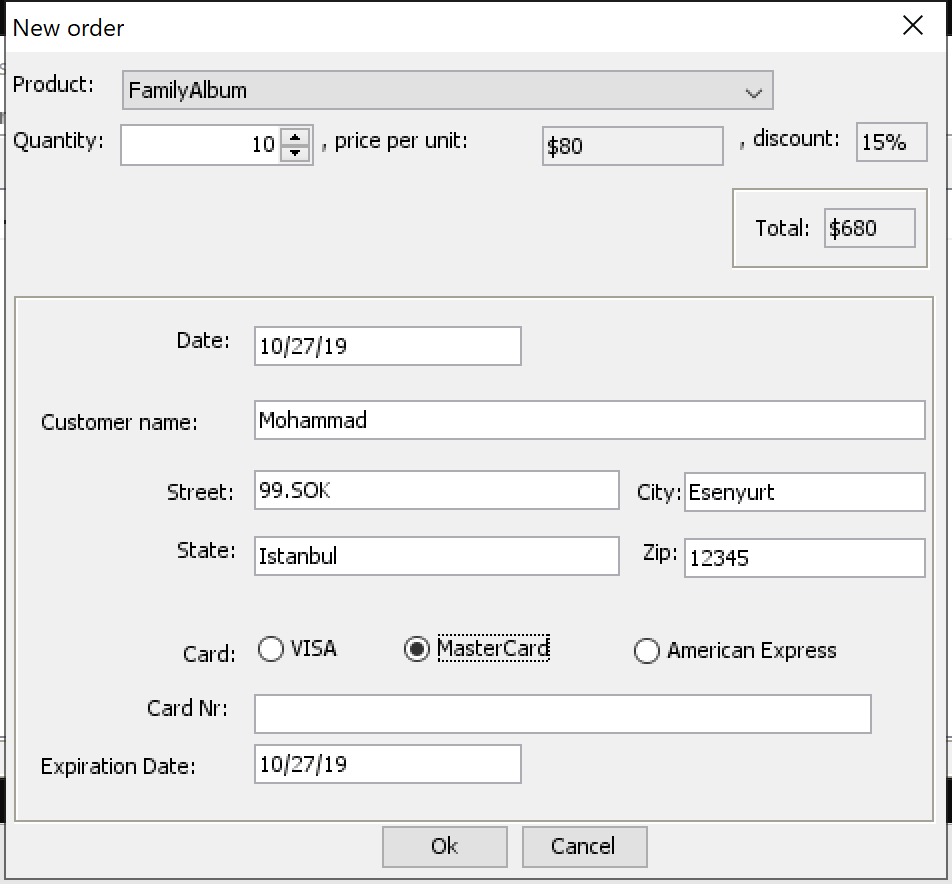 New order
Product: FamilyAlbum
Quantity: 10 , price per unit: $80 , discount: 15%
Total: $680
Date: 10/27/19
Customer name: Mohammad
Street: 99.SOK City: Esenyurt
State: Istanbul Zip: 12345
Card: VISA MasterCard American Express
Card Nr:
Expiration Date: 10/27/19
Ok Cancel